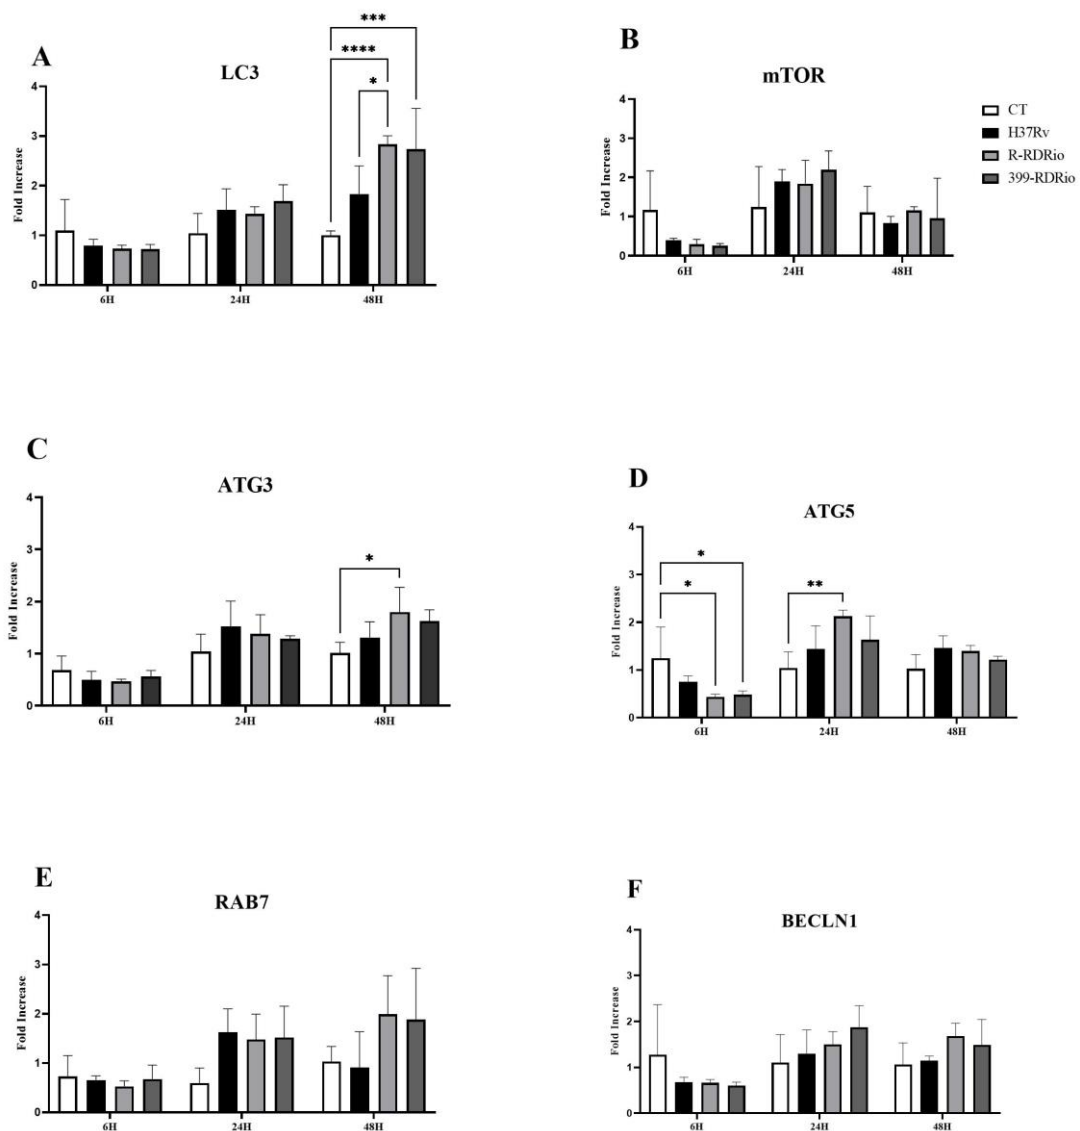 A
LC3
***
****
*
Fold Increase
4
3
2
1
0
6H 24H 48H
B
mTOR
Fold Increase
4
3
2
1
0
6H 24H 48H
CT
H37Rv
R-RDRio
399-RDRio
C
ATG3
*
Fold Increase
4
3
2
1
0
6H 24H 48H
D
ATG5
*
*
**
Fold Increase
4
3
2
1
0
6H 24H 48H
E
RAB7
Fold Increase
4
3
2
1
0
6H 24H 48H
F
BECLN1
Fold Increase
4
3
2
1
0
6H 24H 48H